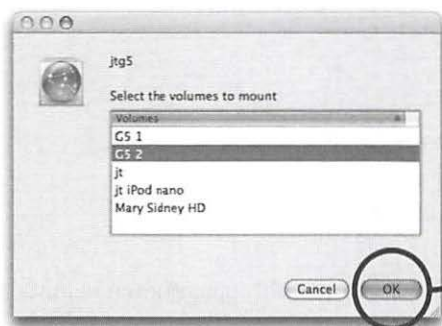 jtg5
Select the volumes to mount
Volumes
G5 1
G5 2
jt
jt iPod nano
Mary Sidney HD
Cancel OK